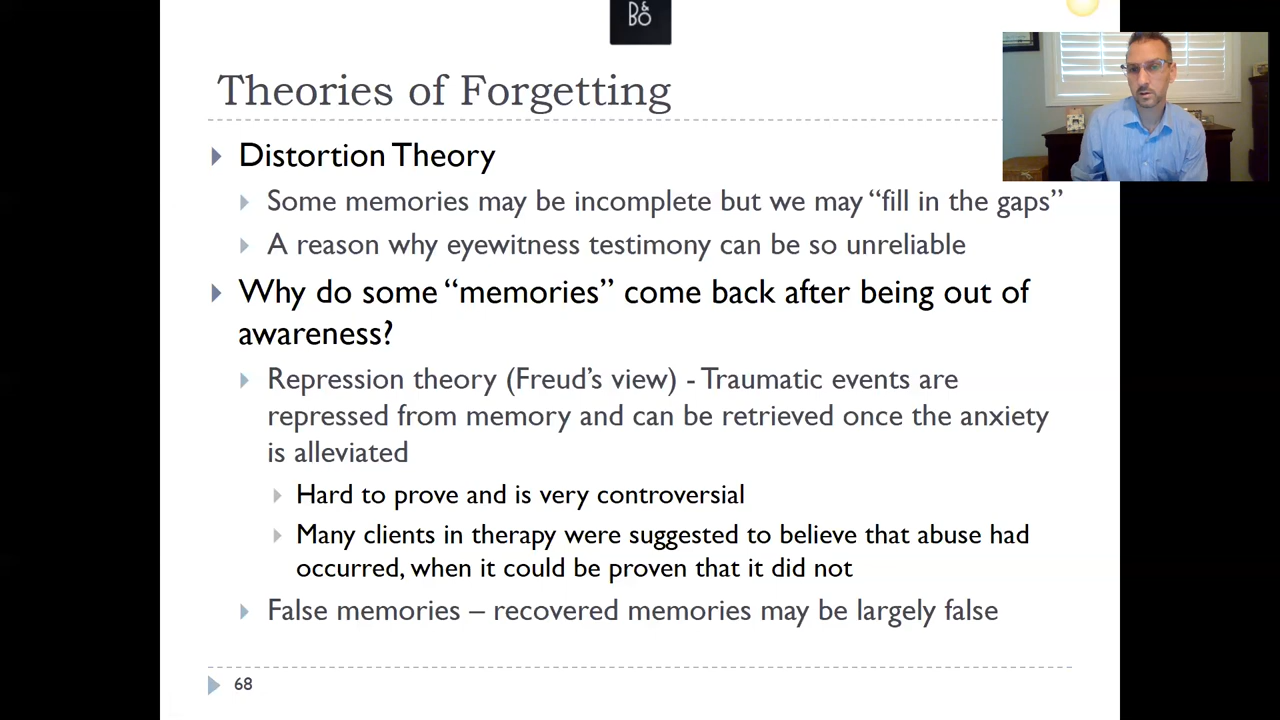 B&O
Theories of Forgetting
Distortion Theory
Some memories may be incomplete but we may “fill in the gaps”
A reason why eyewitness testimony can be so unreliable
Why do some “memories” come back after being out of
awareness?
Repression theory (Freud’s view) - Traumatic events are
repressed from memory and can be retrieved once the anxiety
is alleviated
Hard to prove and is very controversial
Many clients in therapy were suggested to believe that abuse had
occurred, when it could be proven that it did not
False memories – recovered memories may be largely false
68